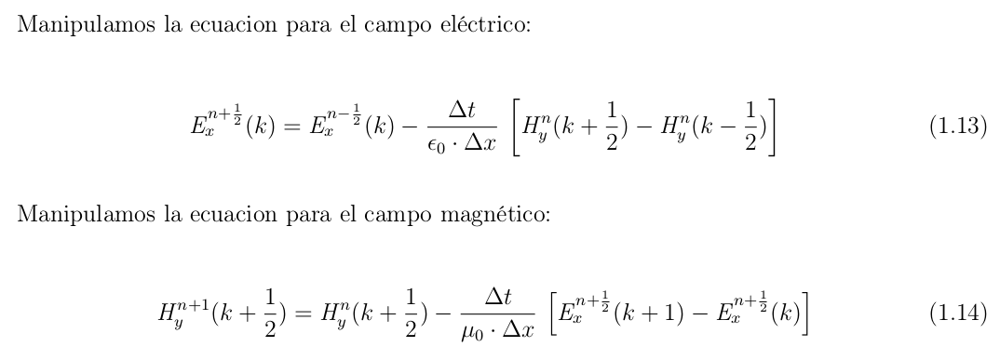 Manipulamos la ecuacion para el campo eléctrico:
E_x^{n+\frac{1}{2}}(k) = E_x^{n-\frac{1}{2}}(k) - \frac{\Delta t}{\epsilon_0 \cdot \Delta x} \left[ H_y^n(k + \frac{1}{2}) - H_y^n(k - \frac{1}{2}) \right] (1.13)
Manipulamos la ecuacion para el campo magnético:
H_y^{n+1}(k + \frac{1}{2}) = H_y^n(k + \frac{1}{2}) - \frac{\Delta t}{\mu_0 \cdot \Delta x} \left[ E_x^{n+\frac{1}{2}}(k + 1) - E_x^{n+\frac{1}{2}}(k) \right] (1.14)